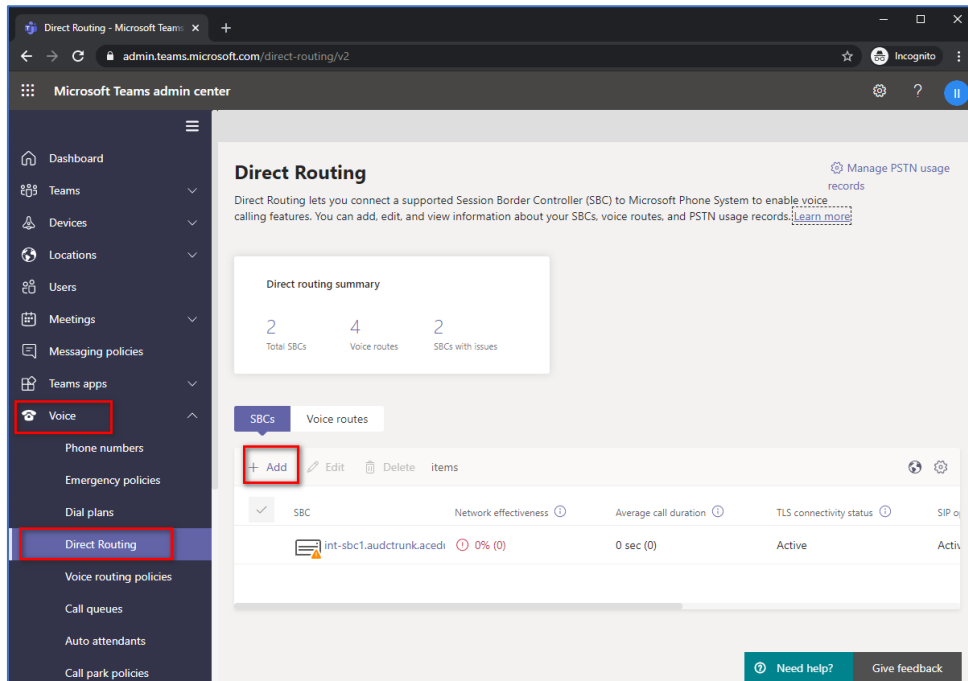 Direct Routing - Microsoft Teams
admin.teams.microsoft.com/direct-routing/v2
Incognito
Microsoft Teams admin center
?
II
Dashboard
Teams
Devices
Locations
Users
Meetings
Messaging policies
Teams apps
Voice
Phone numbers
Emergency policies
Dial plans
Direct Routing
Voice routing policies
Call queues
Auto attendants
Call park policies
Direct Routing
Manage PSTN usage
records
Direct Routing lets you connect a supported Session Border Controller (SBC) to Microsoft Phone System to enable voice
calling features. You can add, edit, and view information about your SBCs, voice routes, and PSTN usage records. Learn more
Direct routing summary
2 4 2
Total SBCs Voice routes SBCs with issues
SBCs Voice routes
+ Add Edit Delete items
SBC Network effectiveness Average call duration TLS connectivity status SIP
int-sbc1.audctrunk.aced 0% (0) 0 sec (0) Active Activ
Need help? Give feedback